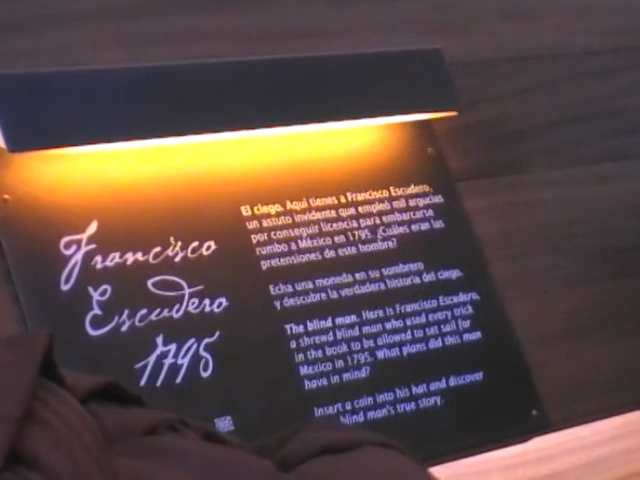 Francisco
Escudero
1795
El ciego. Aquí tienes a Francisco Escudero,
un astuto invidente que empleó mil argucias
por conseguir licencia para embarcarse
rumbo a México en 1795. ¿Cuáles eran las
pretensiones de este hombre?
Echa una moneda en su sombrero
y descubre la verdadera historia del ciego.
The blind man. Here is Francisco Escudero,
a shrewd blind man who used every trick
in the book to be allowed to set sail for
Mexico in 1795. What plans did this man
have in mind?
Insert a coin into his hat and discover
blind man's true story.